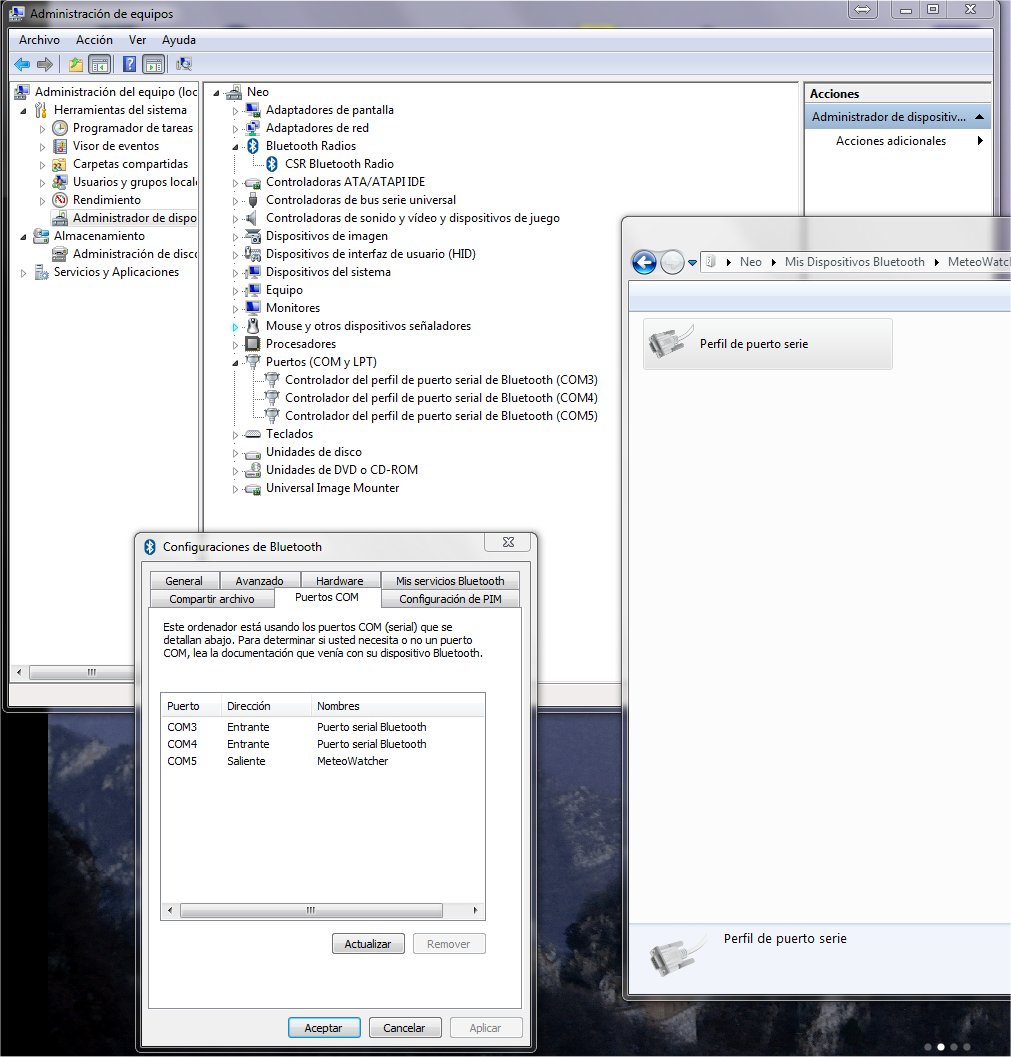 Administración de equipos
Archivo Acción Ver Ayuda
Administración del equipo (loc
Herramientas del sistema
Programador de tareas
Visor de eventos
Carpetas compartidas
Usuarios y grupos local
Rendimiento
Administrador de dispo
Almacenamiento
Administración de disco
Servicios y Aplicaciones
Neo
Adaptadores de pantalla
Adaptadores de red
Bluetooth Radios
CSR Bluetooth Radio
Controladoras ATA/ATAPI IDE
Controladoras de bus serie universal
Controladoras de sonido y vídeo y dispositivos de juego
Dispositivos de imagen
Dispositivos de interfaz de usuario (HID)
Dispositivos del sistema
Equipo
Monitores
Mouse y otros dispositivos señaladores
Procesadores
Puertos (COM y LPT)
Controlador del perfil de puerto serial de Bluetooth (COM3)
Controlador del perfil de puerto serial de Bluetooth (COM4)
Controlador del perfil de puerto serial de Bluetooth (COM5)
Teclados
Unidades de disco
Unidades de DVD o CD-ROM
Universal Image Mounter
Acciones
Administrador de dispositiv...
Acciones adicionales
Neo Mis Dispositivos Bluetooth MeteoWatch
Perfil de puerto serie
Perfil de puerto serie
Configuraciones de Bluetooth
General Avanzado Hardware Mis servicios Bluetooth
Compartir archivo Puertos COM Configuración de PIM
Este ordenador está usando los puertos COM (serial) que se
detallan abajo. Para determinar si usted necesita o no un puerto
COM, lea la documentación que venía con su dispositivo Bluetooth.
Puerto Dirección Nombres
COM3 Entrante Puerto serial Bluetooth
COM4 Entrante Puerto serial Bluetooth
COM5 Saliente MeteoWatcher
Actualizar Remover
Aceptar Cancelar Aplicar